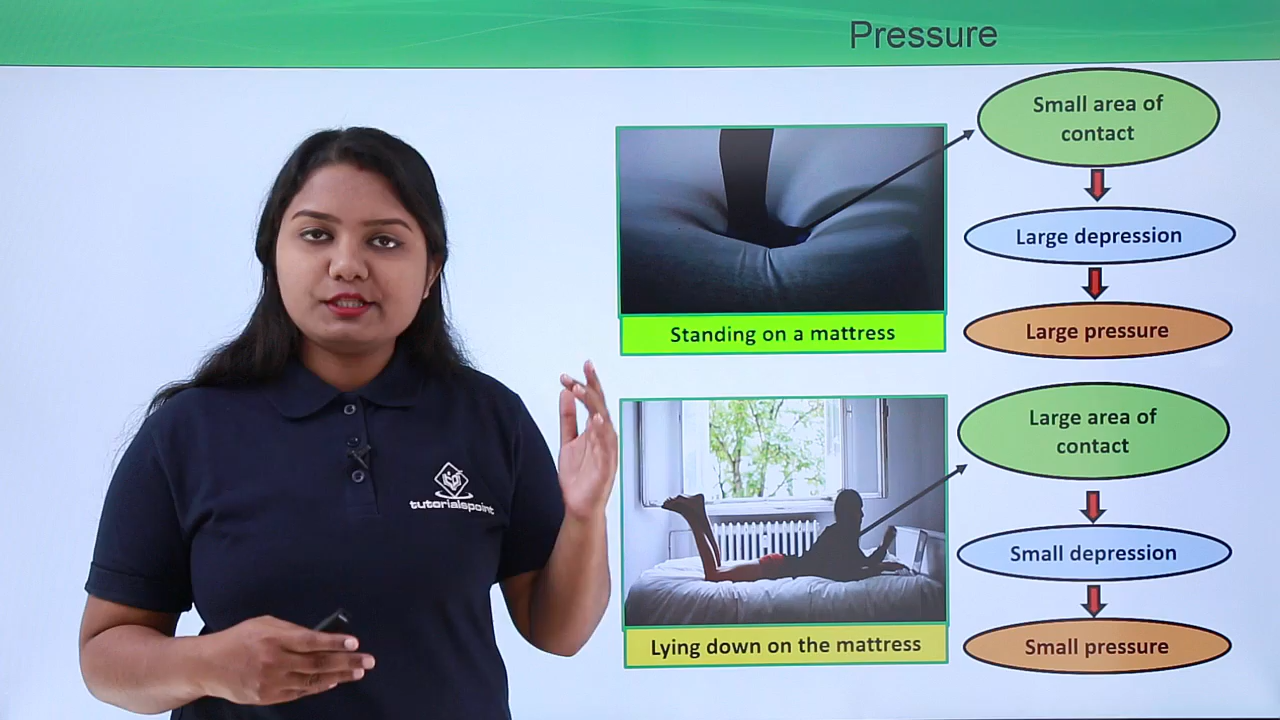 Pressure
Small area of
contact
Large depression
Large pressure
Standing on a mattress
Large area of
contact
Small depression
Small pressure
Lying down on the mattress
tutorialspoint